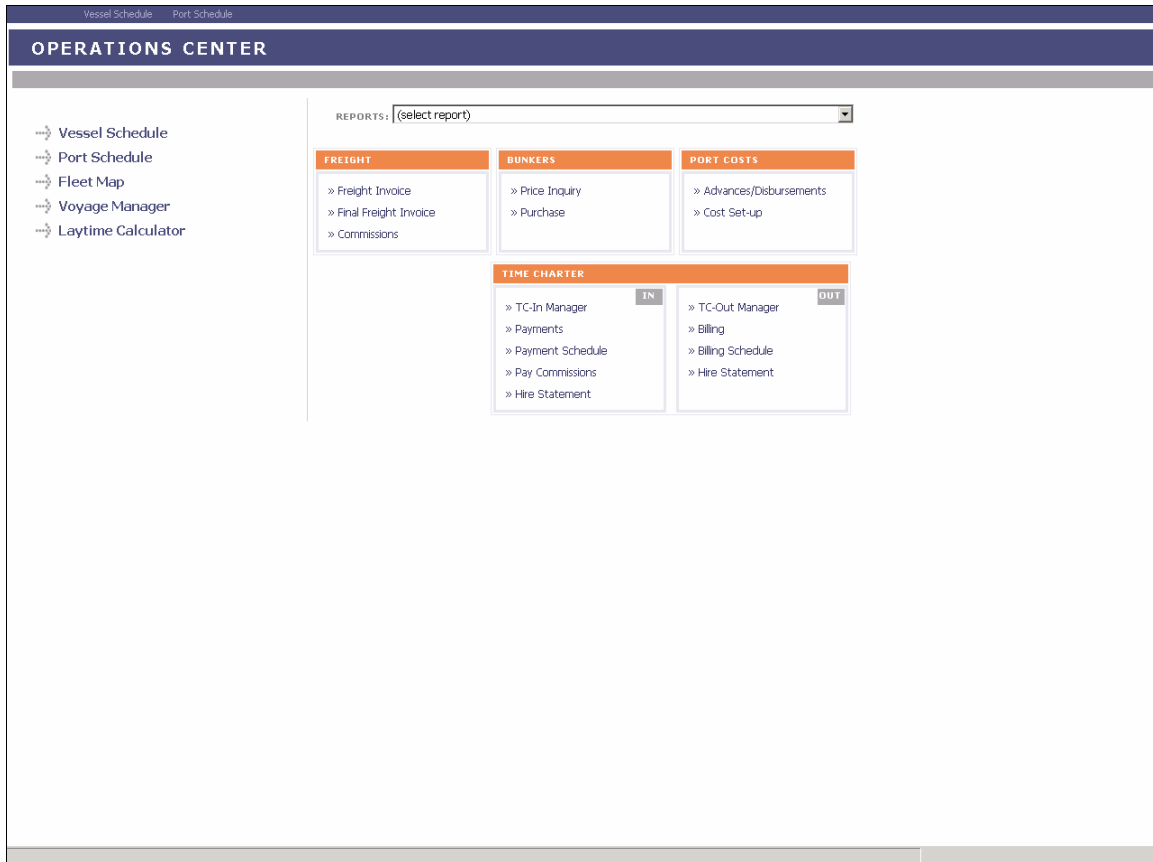 Vessel Schedule Port Schedule
OPERATIONS CENTER
Vessel Schedule
Port Schedule
Fleet Map
Voyage Manager
Laytime Calculator
REPORTS: (select report)
FREIGHT
» Freight Invoice
» Final Freight Invoice
» Commissions
BUNKERS
» Price Inquiry
» Purchase
PORT COSTS
» Advances/Disbursements
» Cost Set-up
TIME CHARTER
IN
» TC-In Manager
» Payments
» Payment Schedule
» Pay Commissions
» Hire Statement
OUT
» TC-Out Manager
» Billing
» Billing Schedule
» Hire Statement